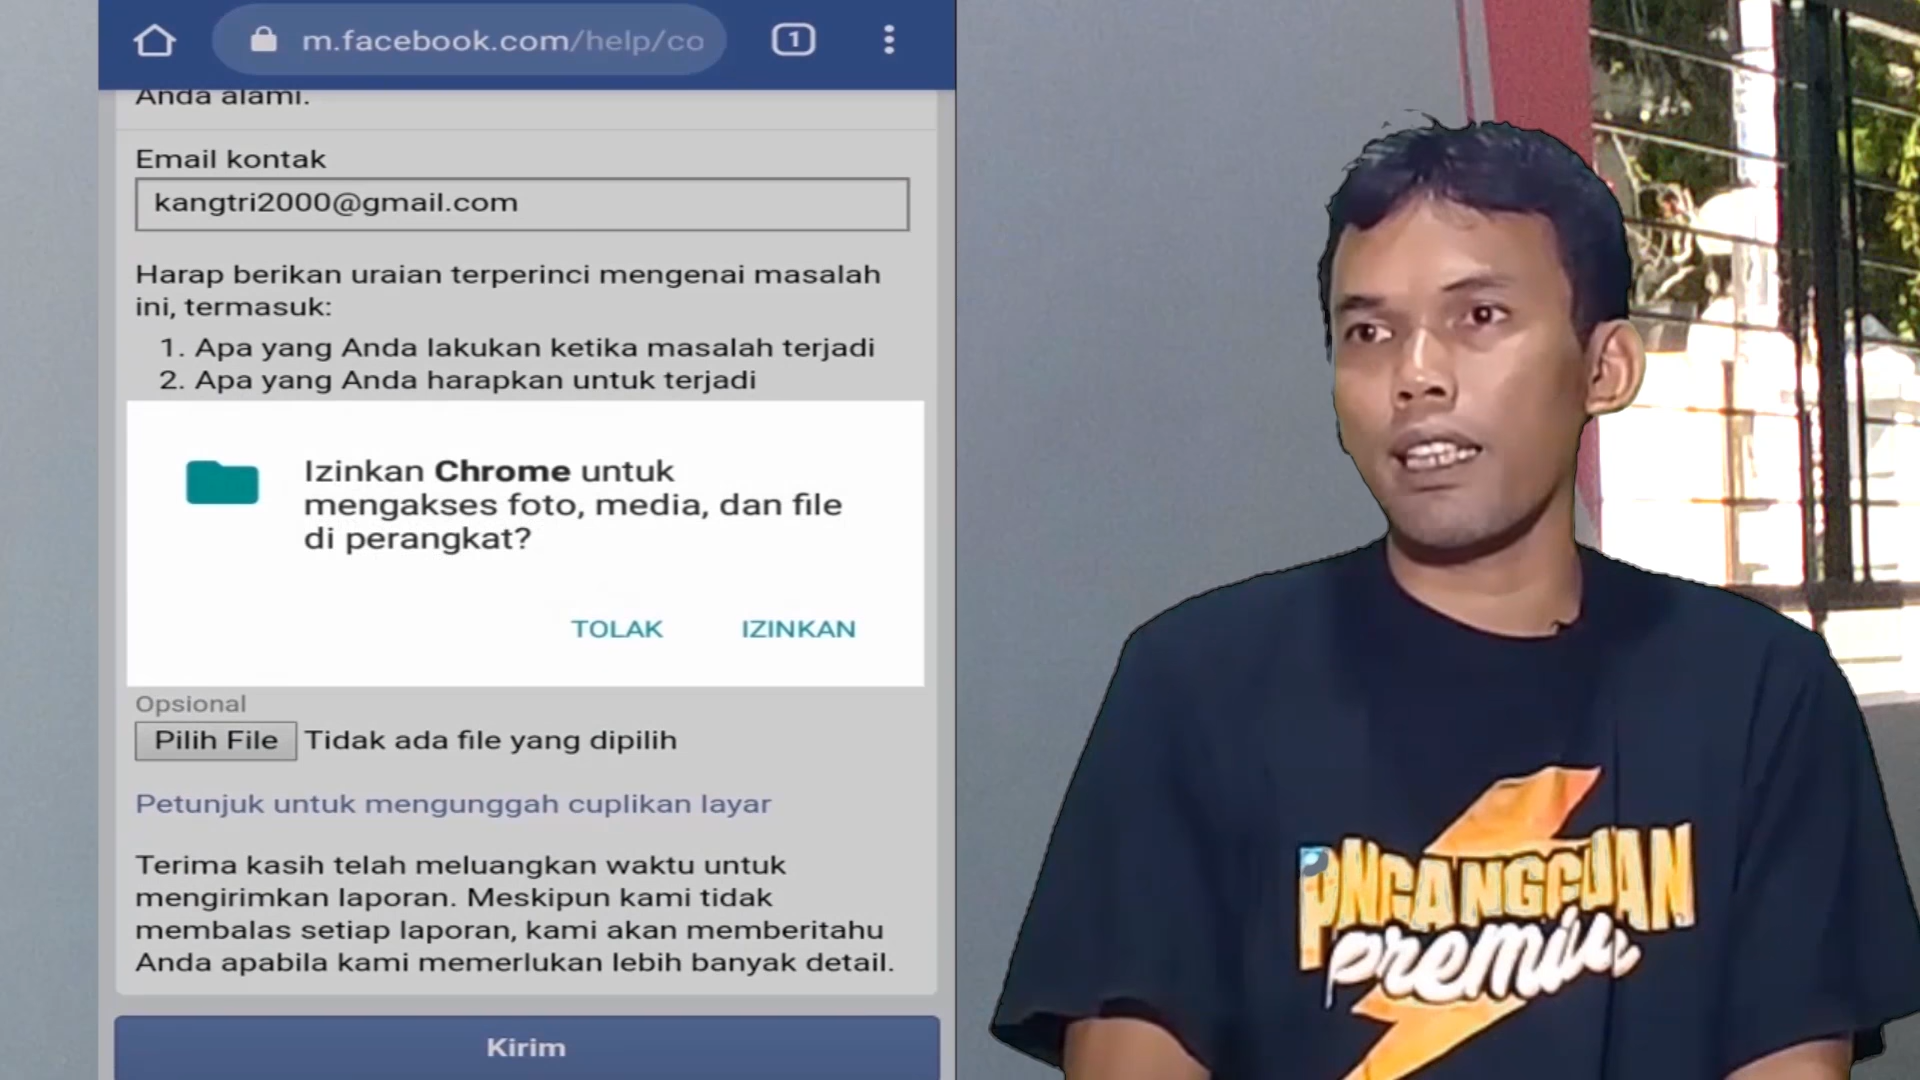 m.facebook.com/help/co
1
Anda alami.
Email kontak
kangtri2000@gmail.com
Harap berikan uraian terperinci mengenai masalah
ini, termasuk:
1. Apa yang Anda lakukan ketika masalah terjadi
2. Apa yang Anda harapkan untuk terjadi
Izinkan Chrome untuk
mengakses foto, media, dan file
di perangkat?
TOLAK IZINKAN
Opsional
Pilih File Tidak ada file yang dipilih
Petunjuk untuk mengunggah cuplikan layar
Terima kasih telah meluangkan waktu untuk
mengirimkan laporan. Meskipun kami tidak
membalas setiap laporan, kami akan memberitahu
Anda apabila kami memerlukan lebih banyak detail.
Kirim
PNGANGGURAN
premium